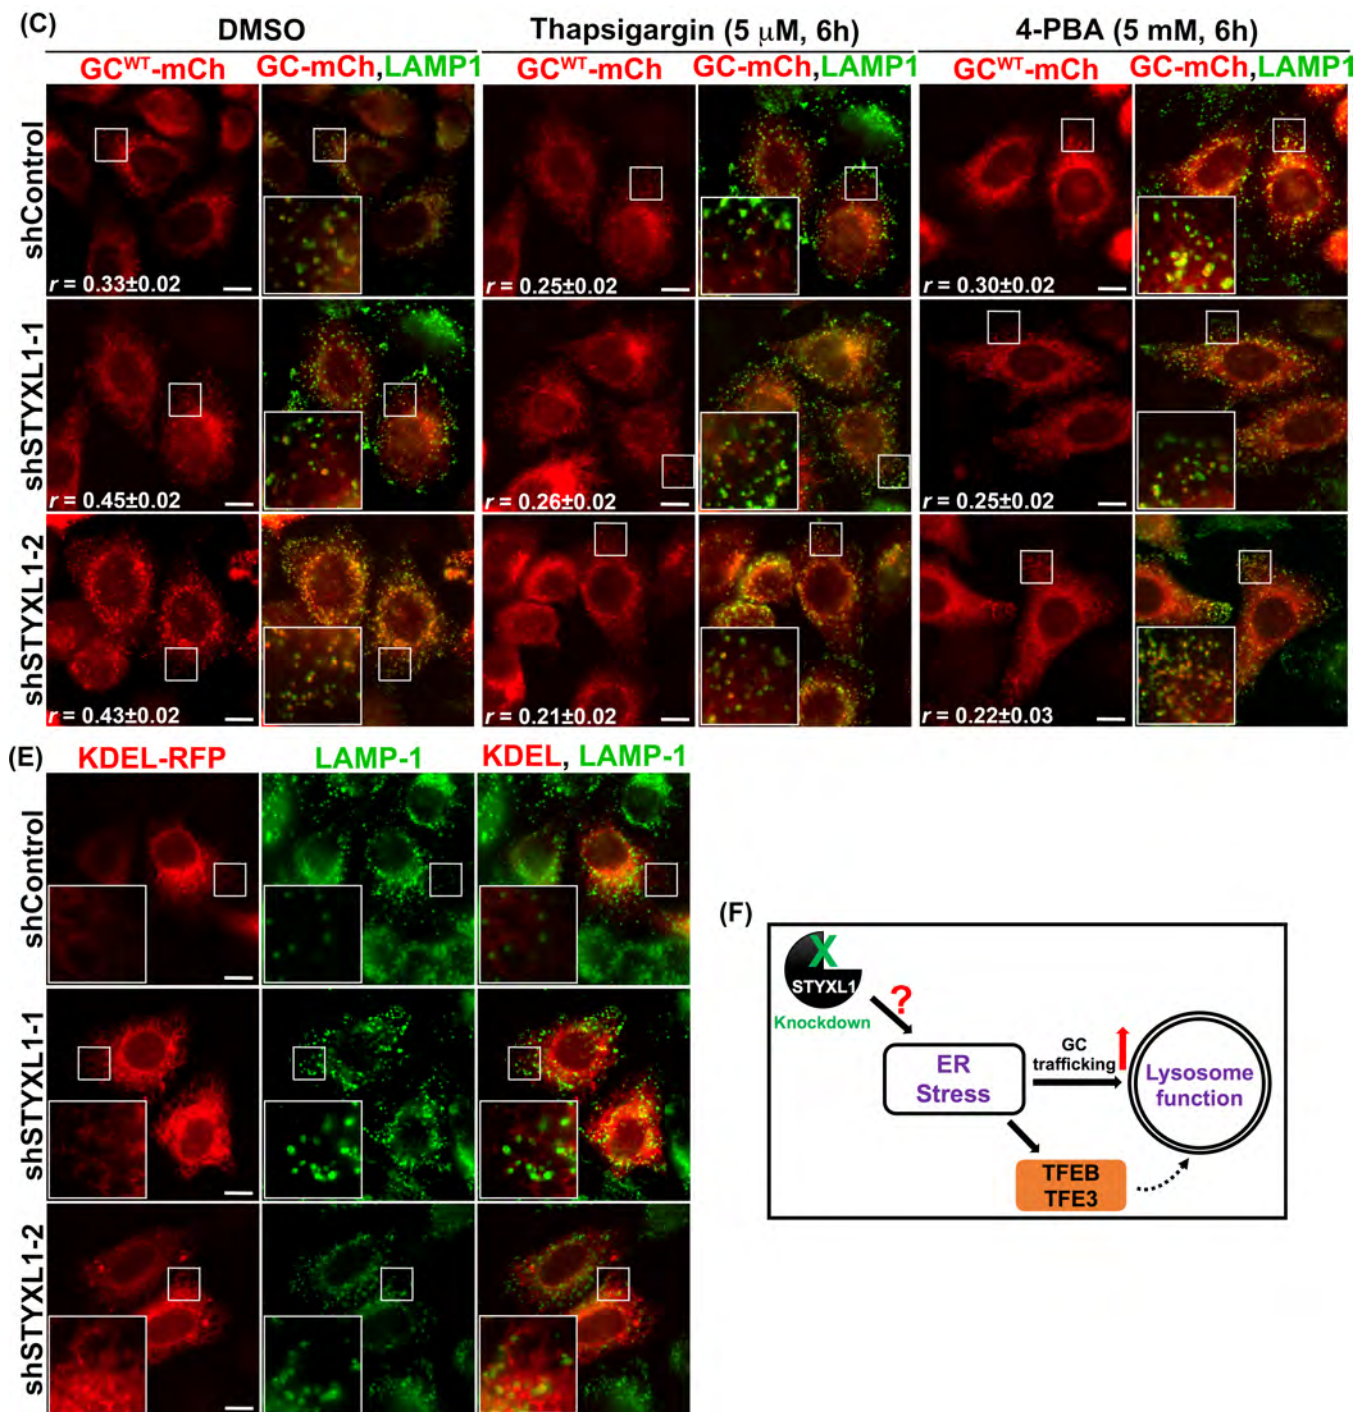 (C)
DMSO
Thapsigargin (5 μM, 6h)
4-PBA (5 mM, 6h)
GCWT-mCh
GC-mCh,LAMP1
GCWT-mCh
GC-mCh,LAMP1
GCWT-mCh
GC-mCh,LAMP1
shControl
r = 0.33±0.02
r = 0.25±0.02
r = 0.30±0.02
shSTYXL1-1
r = 0.45±0.02
r = 0.26±0.02
r = 0.25±0.02
shSTYXL1-2
r = 0.43±0.02
r = 0.21±0.02
r = 0.22±0.03
(E)
KDEL-RFP
LAMP-1
KDEL, LAMP-1
shControl
shSTYXL1-1
shSTYXL1-2
(F)
X
STYXL1
Knockdown
?
ER
Stress
GC
trafficking
Lysosome
function
TFEB
TFE3